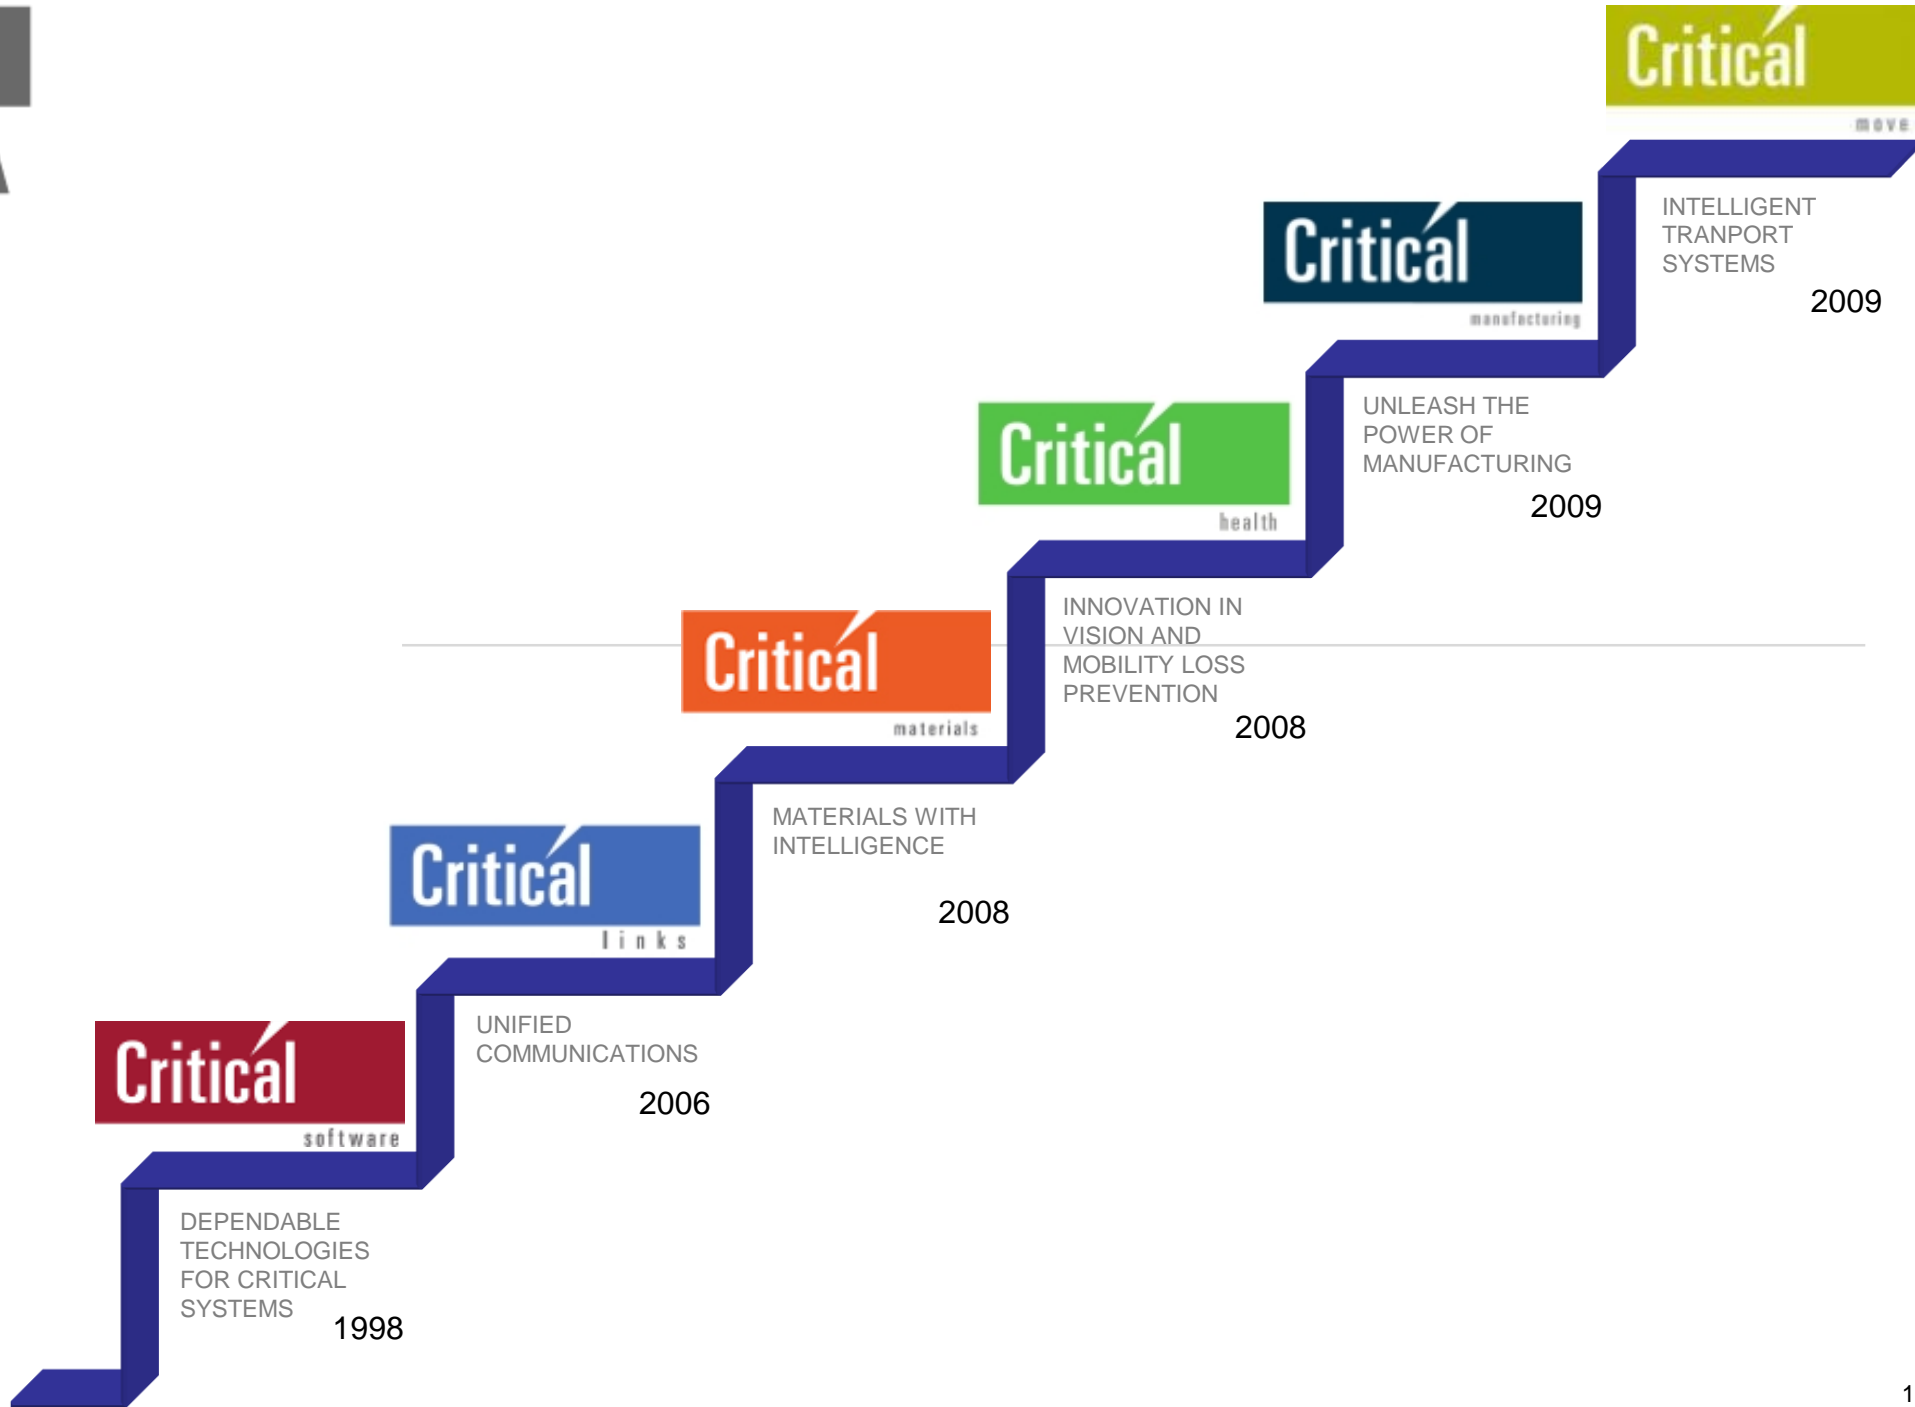 Critical
move
INTELLIGENT
TRANPORT
SYSTEMS
2009
Critical
manufacturing
UNLEASH THE
POWER OF
MANUFACTURING
2009
Critical
health
INNOVATION IN
VISION AND
MOBILITY LOSS
PREVENTION
2008
Critical
materials
MATERIALS WITH
INTELLIGENCE
2008
Critical
links
UNIFIED
COMMUNICATIONS
2006
Critical
software
DEPENDABLE
TECHNOLOGIES
FOR CRITICAL
SYSTEMS
1998
1